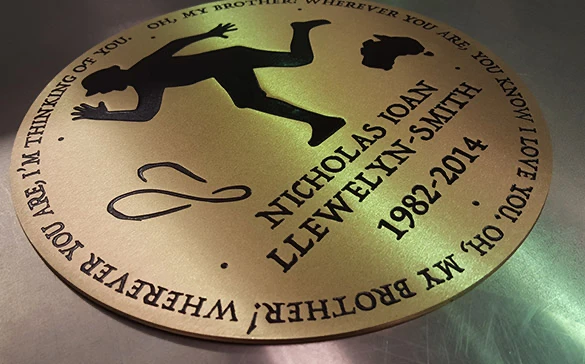 OH, MY BROTHER. WHEREVER YOU ARE, YOU KNOW I LOVE YOU. OH, MY BROTHER! WHEREVER YOU ARE, I'M THINKING OF YOU.
NICHOLAS IOAN
LLEWELYN-SMITH
1982-2014